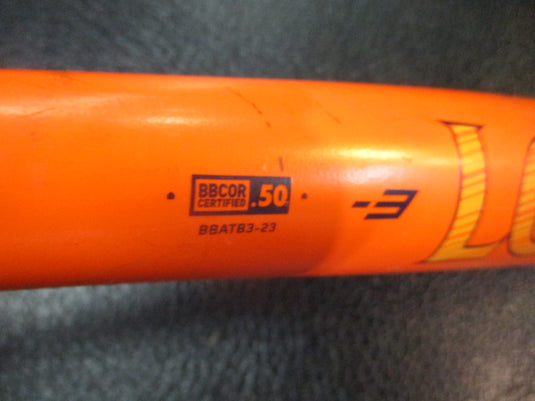 BBCOR .50
CERTIFIED
BBATB3-23
-3